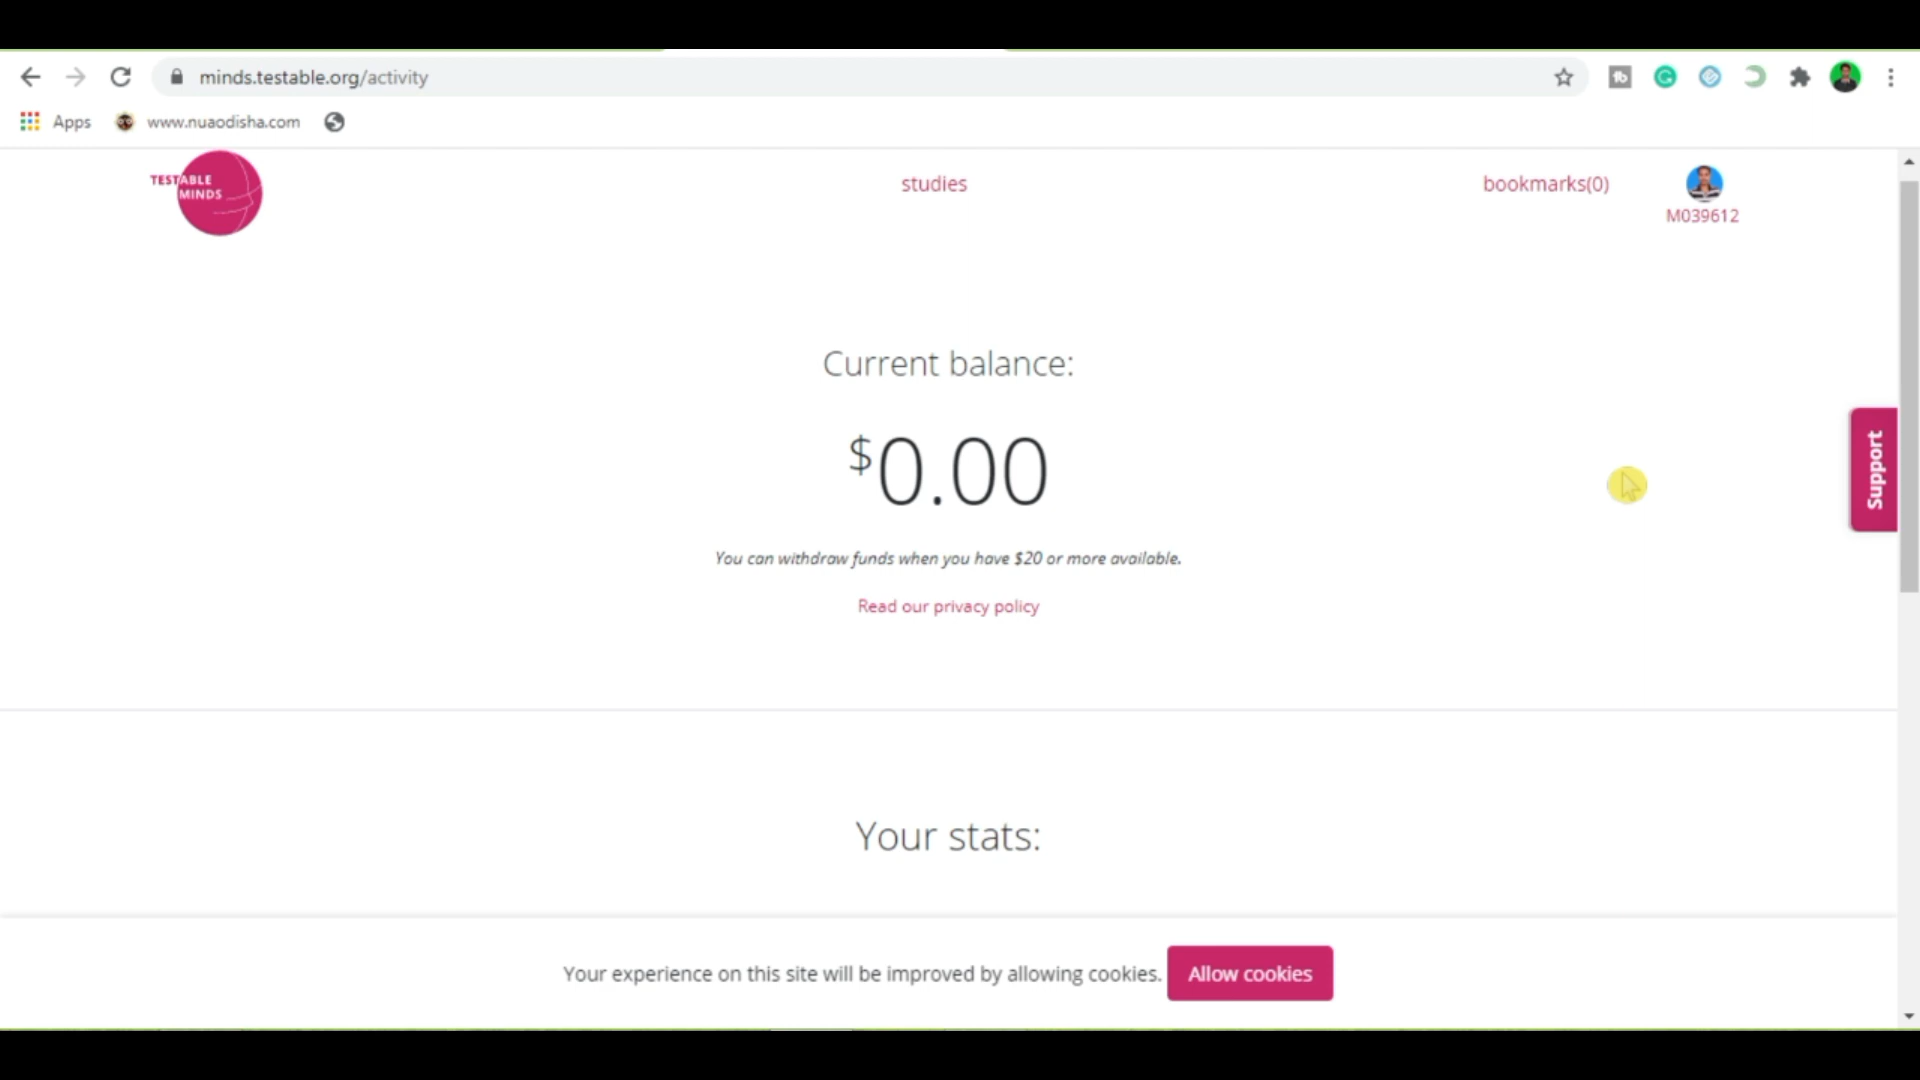 minds.testable.org/activity
Apps www.nuaodisha.com
TESTABLE
MINDS
studies
bookmarks(0)
M039612
Current balance:
$0.00
You can withdraw funds when you have $20 or more available.
Read our privacy policy
Support
Your stats:
Your experience on this site will be improved by allowing cookies. Allow cookies